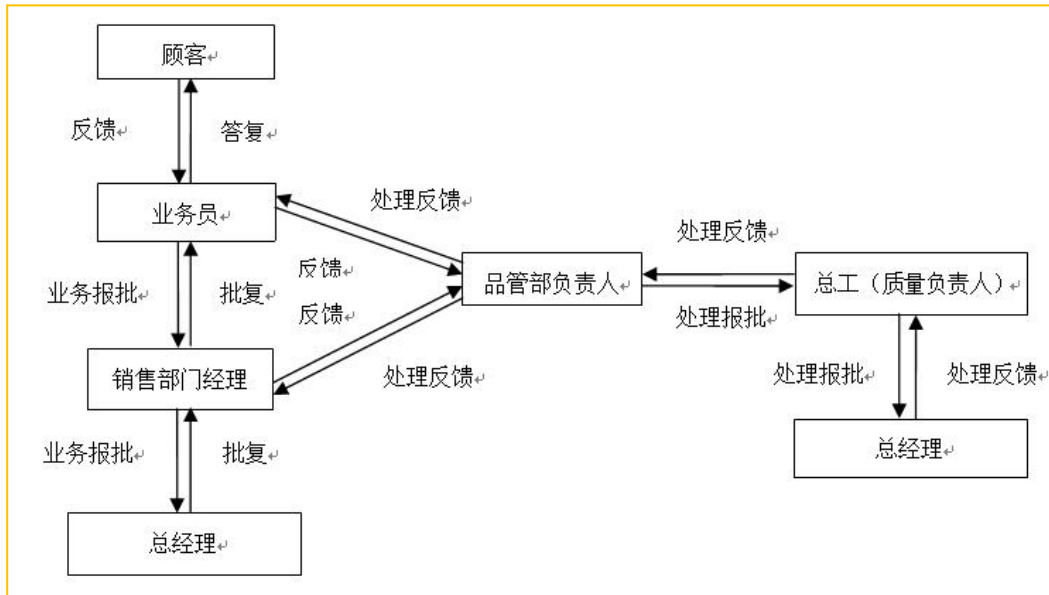 顾客
反馈
答复
业务员
处理反馈
处理反馈
反馈
品管部负责人
总工（质量负责人）
业务报批
批复
反馈
处理报批
销售部门经理
处理反馈
处理报批
处理反馈
业务报批
批复
总经理
总经理